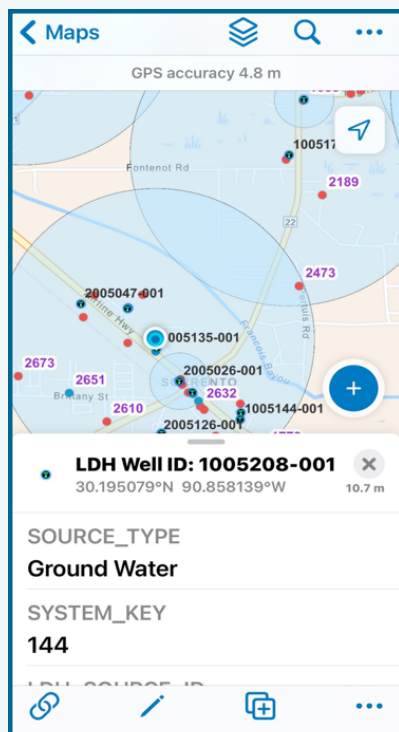 Maps
GPS accuracy 4.8 m
Fontenot Rd
2189
22
2473
2005047-001
005135-001
2673
2651
2005026-001
2632
Brittany St
2610
1005144-001
2005126-001
LDH Well ID: 1005208-001
30.195079°N 90.858139°W
10.7 m
SOURCE_TYPE
Ground Water
SYSTEM_KEY
144